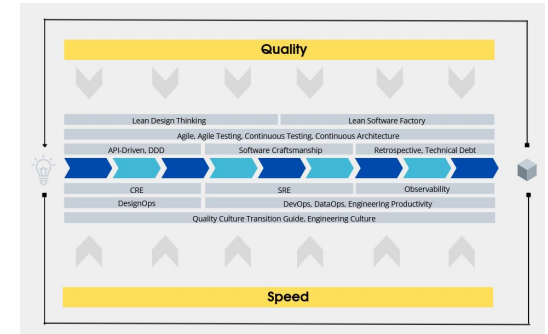 Quality
Lean Design Thinking
Lean Software Factory
Agile, Agile Testing, Continuous Testing, Continuous Architecture
API-Driven, DDD
Software Craftsmanship
Retrospective, Technical Debt
CRE
SRE
Observability
DesignOps
DevOps, DataOps, Engineering Productivity
Quality Culture Transition Guide, Engineering Culture
Speed